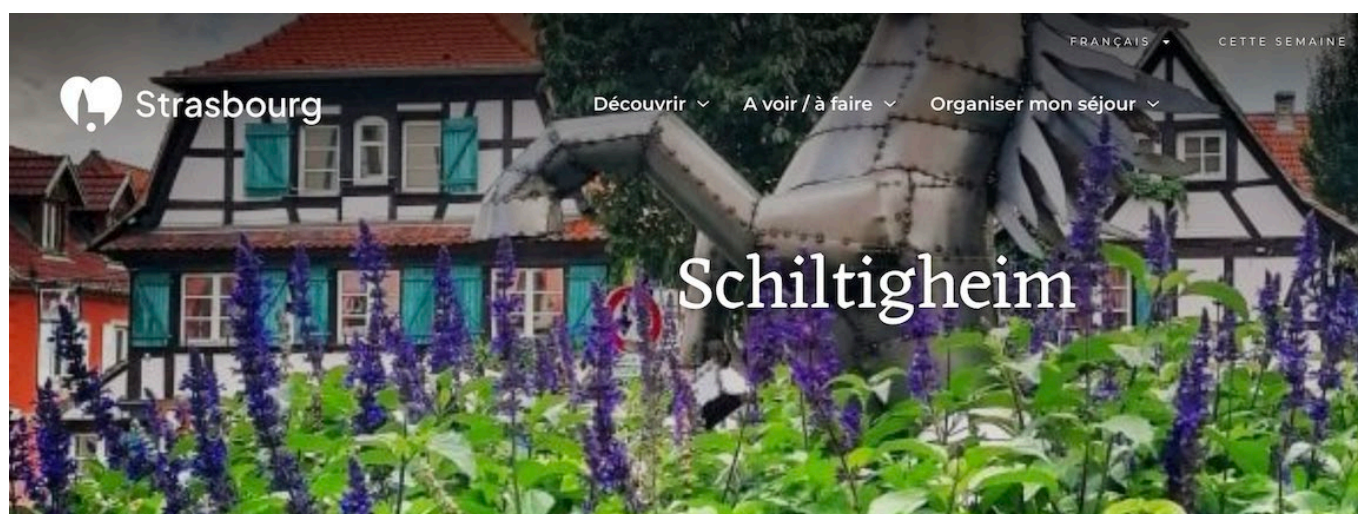 FRANÇAIS CETTE SEMAINE
Strasbourg Découvrir A voir / à faire Organiser mon séjour
Schiltigheim